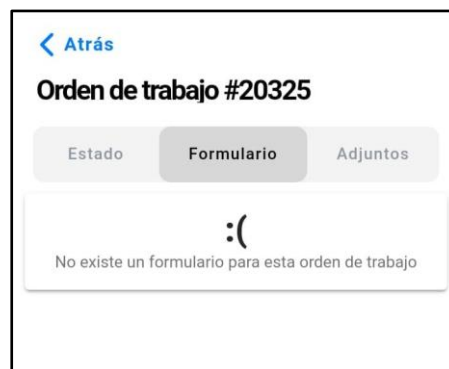 Atrás
Orden de trabajo #20325
Estado Formulario Adjuntos
:(
No existe un formulario para esta orden de trabajo